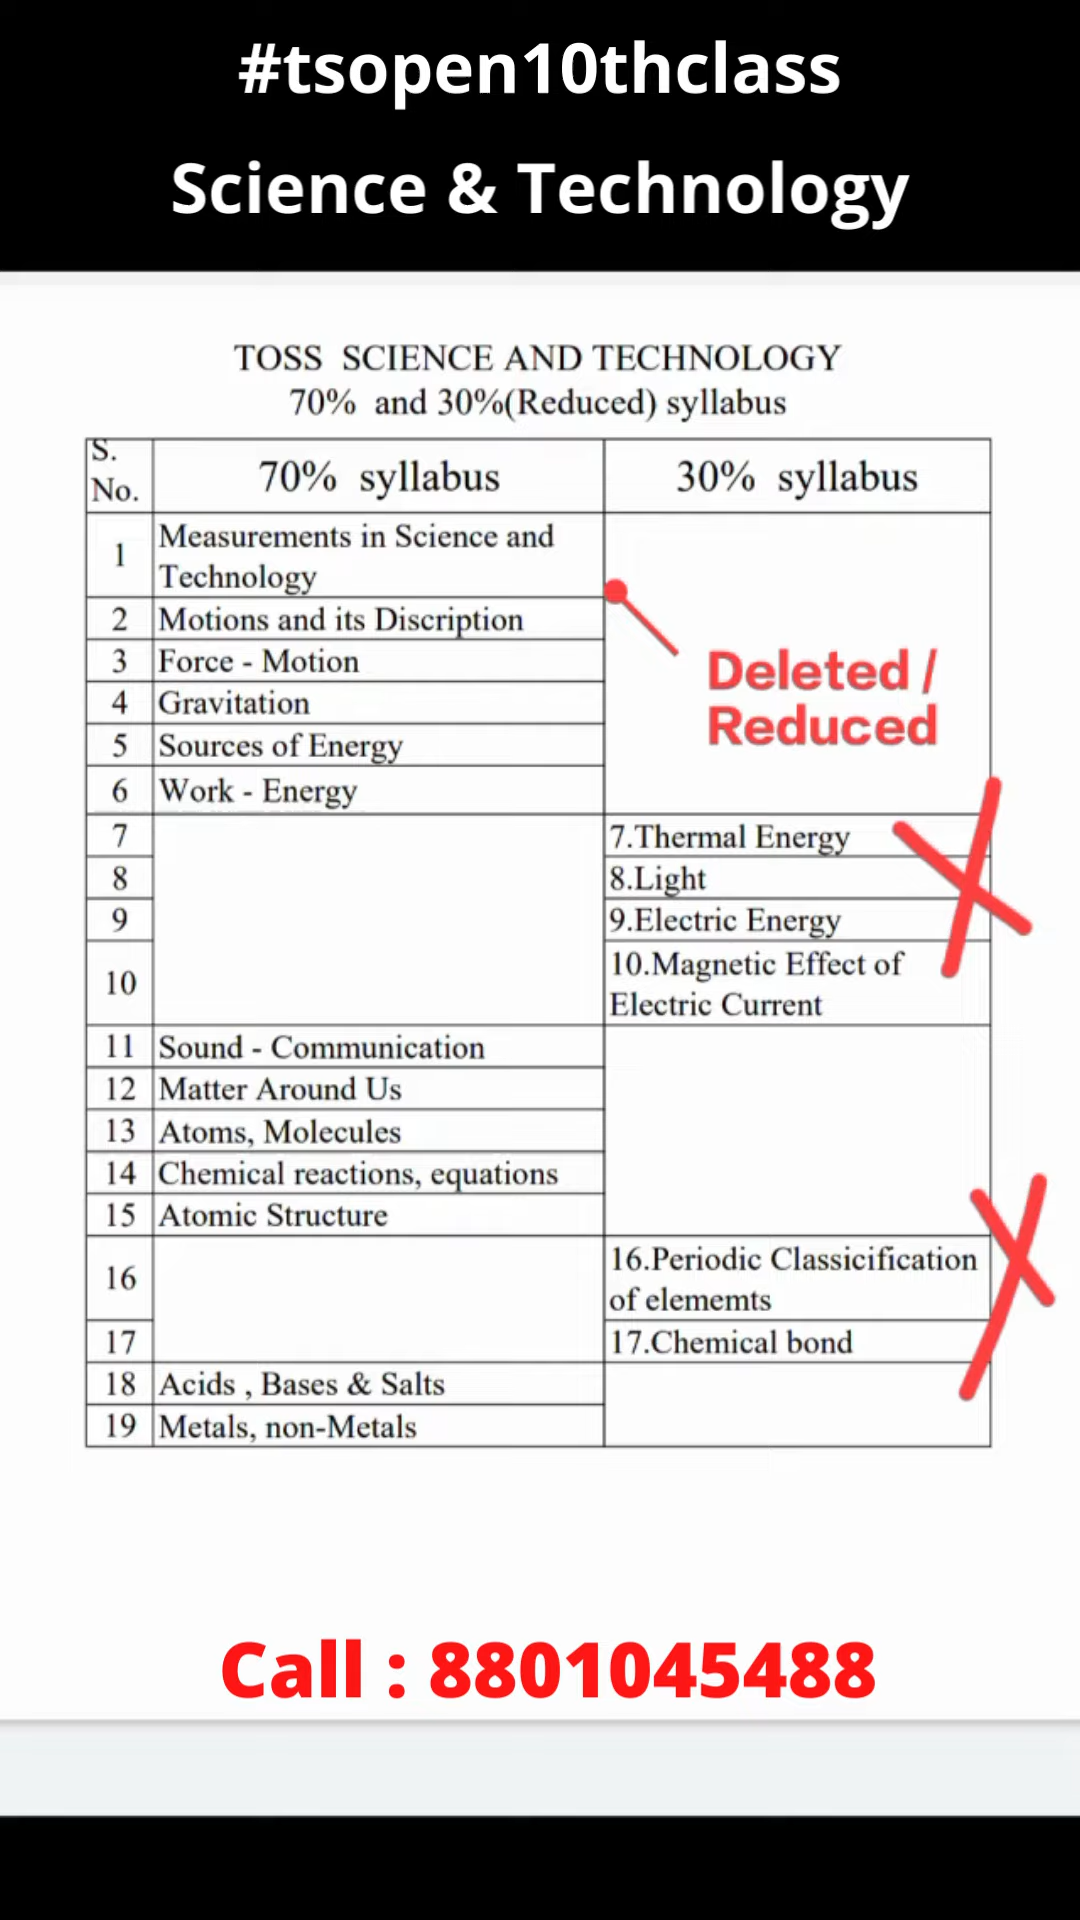 #tsopen10thclass
Science & Technology
TOSS SCIENCE AND TECHNOLOGY
70% and 30%(Reduced) syllabus
S. No. 70% syllabus 30% syllabus
1 Measurements in Science and
Technology
2 Motions and its Discription
3 Force - Motion
Deleted /
Reduced
4 Gravitation
5 Sources of Energy
6 Work - Energy
7 7.Thermal Energy
8 8.Light
9 9.Electric Energy
10 10.Magnetic Effect of
Electric Current
11 Sound - Communication
12 Matter Around Us
13 Atoms, Molecules
14 Chemical reactions, equations
15 Atomic Structure
16 16.Periodic Classicification
of elememts
17 17.Chemical bond
18 Acids , Bases & Salts
19 Metals, non-Metals
Call : 8801045488